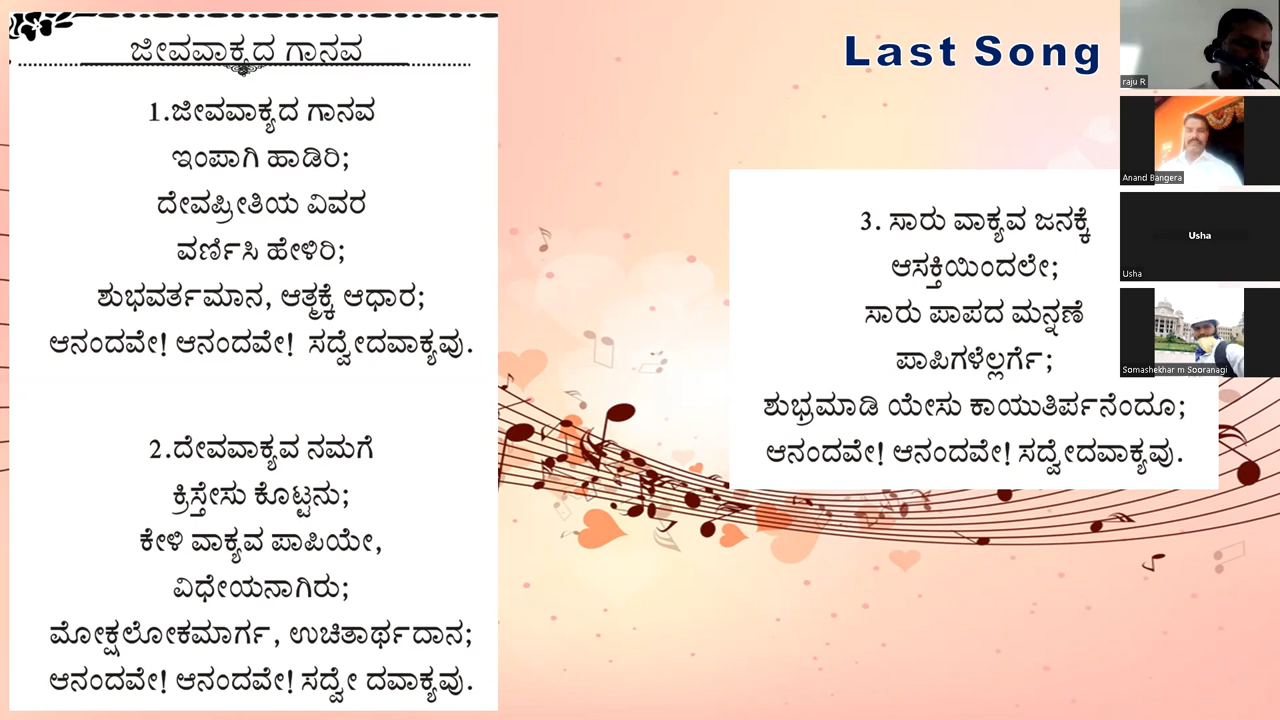 ಜೀವವಾಕ್ಯದ ಗಾನವ
1.ಜೀವವಾಕ್ಯದ ಗಾನವ
ಇಂಪಾಗಿ ಹಾಡಿರಿ;
ದೇವಪ್ರೀತಿಯ ವಿವರ
ವರ್ಣಿಸಿ ಹೇಳಿರಿ;
ಶುಭವರ್ತಮಾನ, ಆತ್ಮಕ್ಕೆ ಆಧಾರ;
ಆನಂದವೇ! ಆನಂದವೇ! ಸದ್ವೇದವಾಕ್ಯವು.
2.ದೇವವಾಕ್ಯವ ನಮಗೆ
ಕ್ರಿಸ್ತೇಸು ಕೊಟ್ಟನು;
ಕೇಳಿ ವಾಕ್ಯವ ಪಾಪಿಯೇ,
ವಿಧೇಯನಾಗಿರು;
ಮೋಕ್ಷಲೋಕಮಾರ್ಗ, ಉಚಿತಾರ್ಥದಾನ;
ಆನಂದವೇ! ಆನಂದವೇ! ಸದ್ವೇ ದವಾಕ್ಯವು.
Last Song
3. ಸಾರು ವಾಕ್ಯವ ಜನಕ್ಕೆ
ಆಸಕ್ತಿಯಿಂದಲೇ;
ಸಾರು ಪಾಪದ ಮನ್ನಣೆ
ಪಾಪಿಗಳೆಲ್ಲರ್ಗೆ;
ಶುಭ್ರಮಾಡಿ ಯೇಸು ಕಾಯುತಿರ್ಪನೆಂದೂ;
ಆನಂದವೇ! ಆನಂದವೇ! ಸದ್ವೇದವಾಕ್ಯವು.
raju R
Anand Bangera
Usha
Usha
Somashekhar m Sooranagi